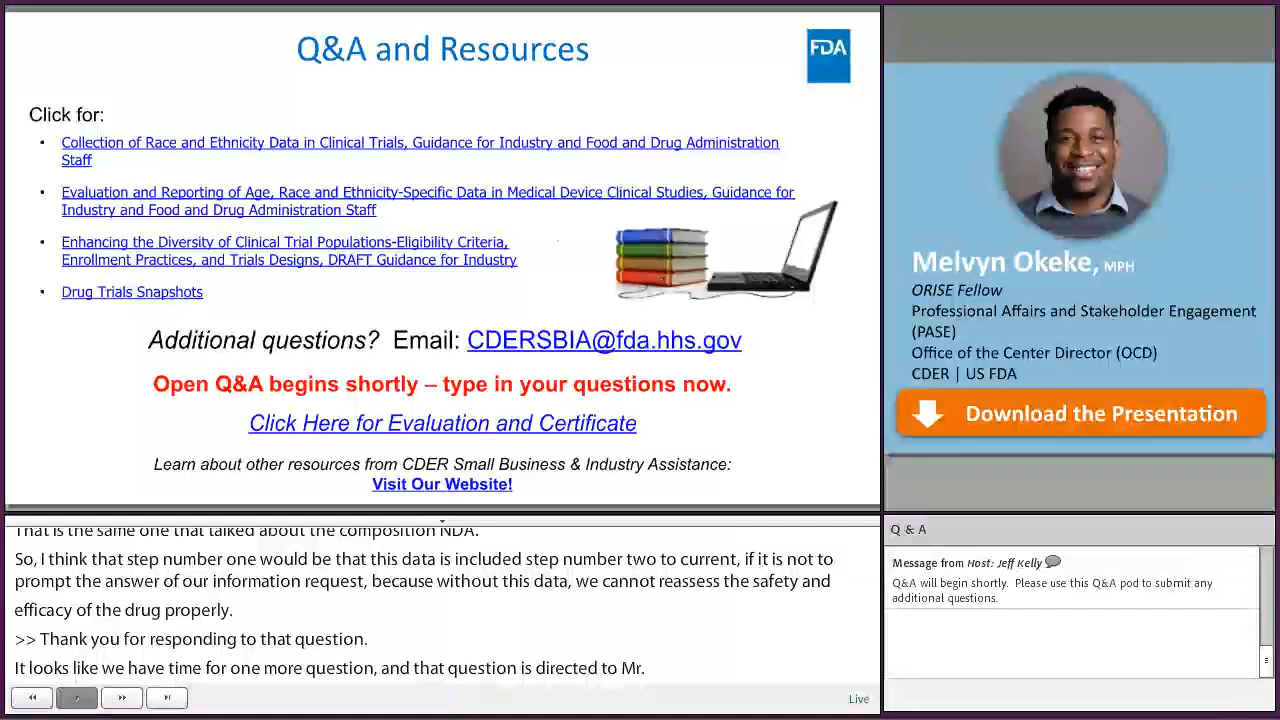 Q&A and Resources
FDA
Click for:
• Collection of Race and Ethnicity Data in Clinical Trials, Guidance for Industry and Food and Drug Administration
Staff
• Evaluation and Reporting of Age, Race and Ethnicity-Specific Data in Medical Device Clinical Studies, Guidance for
Industry and Food and Drug Administration Staff
• Enhancing the Diversity of Clinical Trial Populations-Eligibility Criteria,
Enrollment Practices, and Trials Designs, DRAFT Guidance for Industry
• Drug Trials Snapshots
Additional questions? Email: CDERSBIA@fda.hhs.gov
Open Q&A begins shortly – type in your questions now.
Click Here for Evaluation and Certificate
Learn about other resources from CDER Small Business & Industry Assistance:
Visit Our Website!
Melvyn Okeke, MPH
ORISE Fellow
Professional Affairs and Stakeholder Engagement
(PASE)
Office of the Center Director (OCD)
CDER | US FDA
Download the Presentation
That is the same one that talked about the composition NDA.
So, I think that step number one would be that this data is included step number two to current, if it is not to
prompt the answer of our information request, because without this data, we cannot reassess the safety and
efficacy of the drug properly.
>> Thank you for responding to that question.
It looks like we have time for one more question, and that question is directed to Mr.
Live
Q & A
Message from Host: Jeff Kelly
Q&A will begin shortly. Please use this Q&A pod to submit any
additional questions.